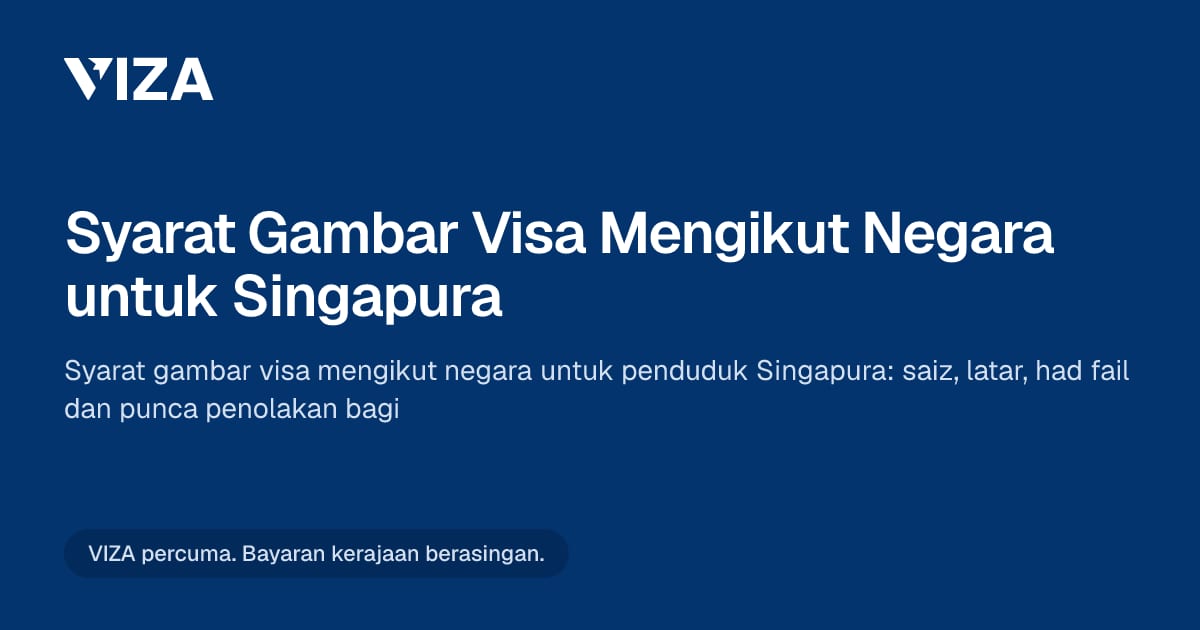 VIZA
Syarat Gambar Visa Mengikut Negara
untuk Singapura
Syarat gambar visa mengikut negara untuk penduduk Singapura: saiz, latar, had fail
dan punca penolakan bagi
VIZA percuma. Bayaran kerajaan berasingan.